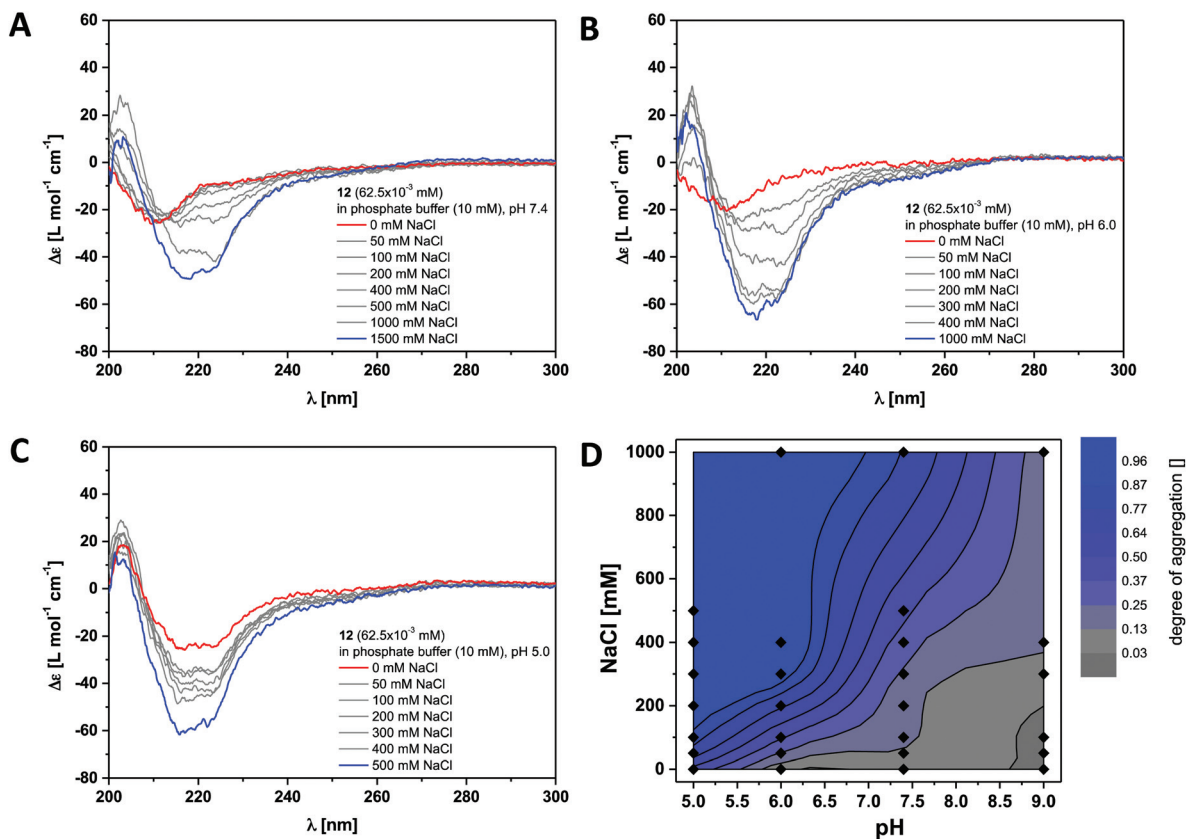 A
60
40
20
0
-20
-40
-60
-80
Δε [L mol⁻¹ cm⁻¹]
12 (62.5x10⁻³ mM)
in phosphate buffer (10 mM), pH 7.4
0 mM NaCl
50 mM NaCl
100 mM NaCl
200 mM NaCl
400 mM NaCl
500 mM NaCl
1000 mM NaCl
1500 mM NaCl
200 220 240 260 280 300
λ [nm]
B
60
40
20
0
-20
-40
-60
-80
Δε [L mol⁻¹ cm⁻¹]
12 (62.5x10⁻³ mM)
in phosphate buffer (10 mM), pH 6.0
0 mM NaCl
50 mM NaCl
100 mM NaCl
200 mM NaCl
300 mM NaCl
400 mM NaCl
1000 mM NaCl
200 220 240 260 280 300
λ [nm]
C
60
40
20
0
-20
-40
-60
-80
Δε [L mol⁻¹ cm⁻¹]
12 (62.5x10⁻³ mM)
in phosphate buffer (10 mM), pH 5.0
0 mM NaCl
50 mM NaCl
100 mM NaCl
200 mM NaCl
300 mM NaCl
400 mM NaCl
500 mM NaCl
200 220 240 260 280 300
λ [nm]
D
1000
800
600
400
200
0
NaCl [mM]
5.0 5.5 6.0 6.5 7.0 7.5 8.0 8.5 9.0
pH
0.96
0.87
0.77
0.64
0.50
0.37
0.25
0.13
0.03
degree of aggregation []